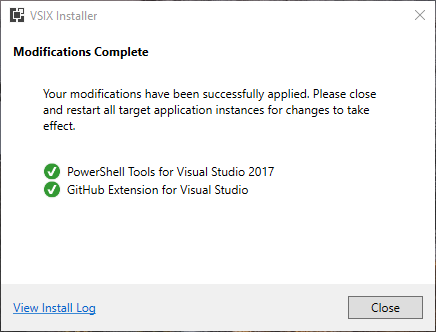 VSIX Installer
Modifications Complete
Your modifications have been successfully applied. Please close
and restart all target application instances for changes to take
effect.
PowerShell Tools for Visual Studio 2017
GitHub Extension for Visual Studio
View Install Log
Close